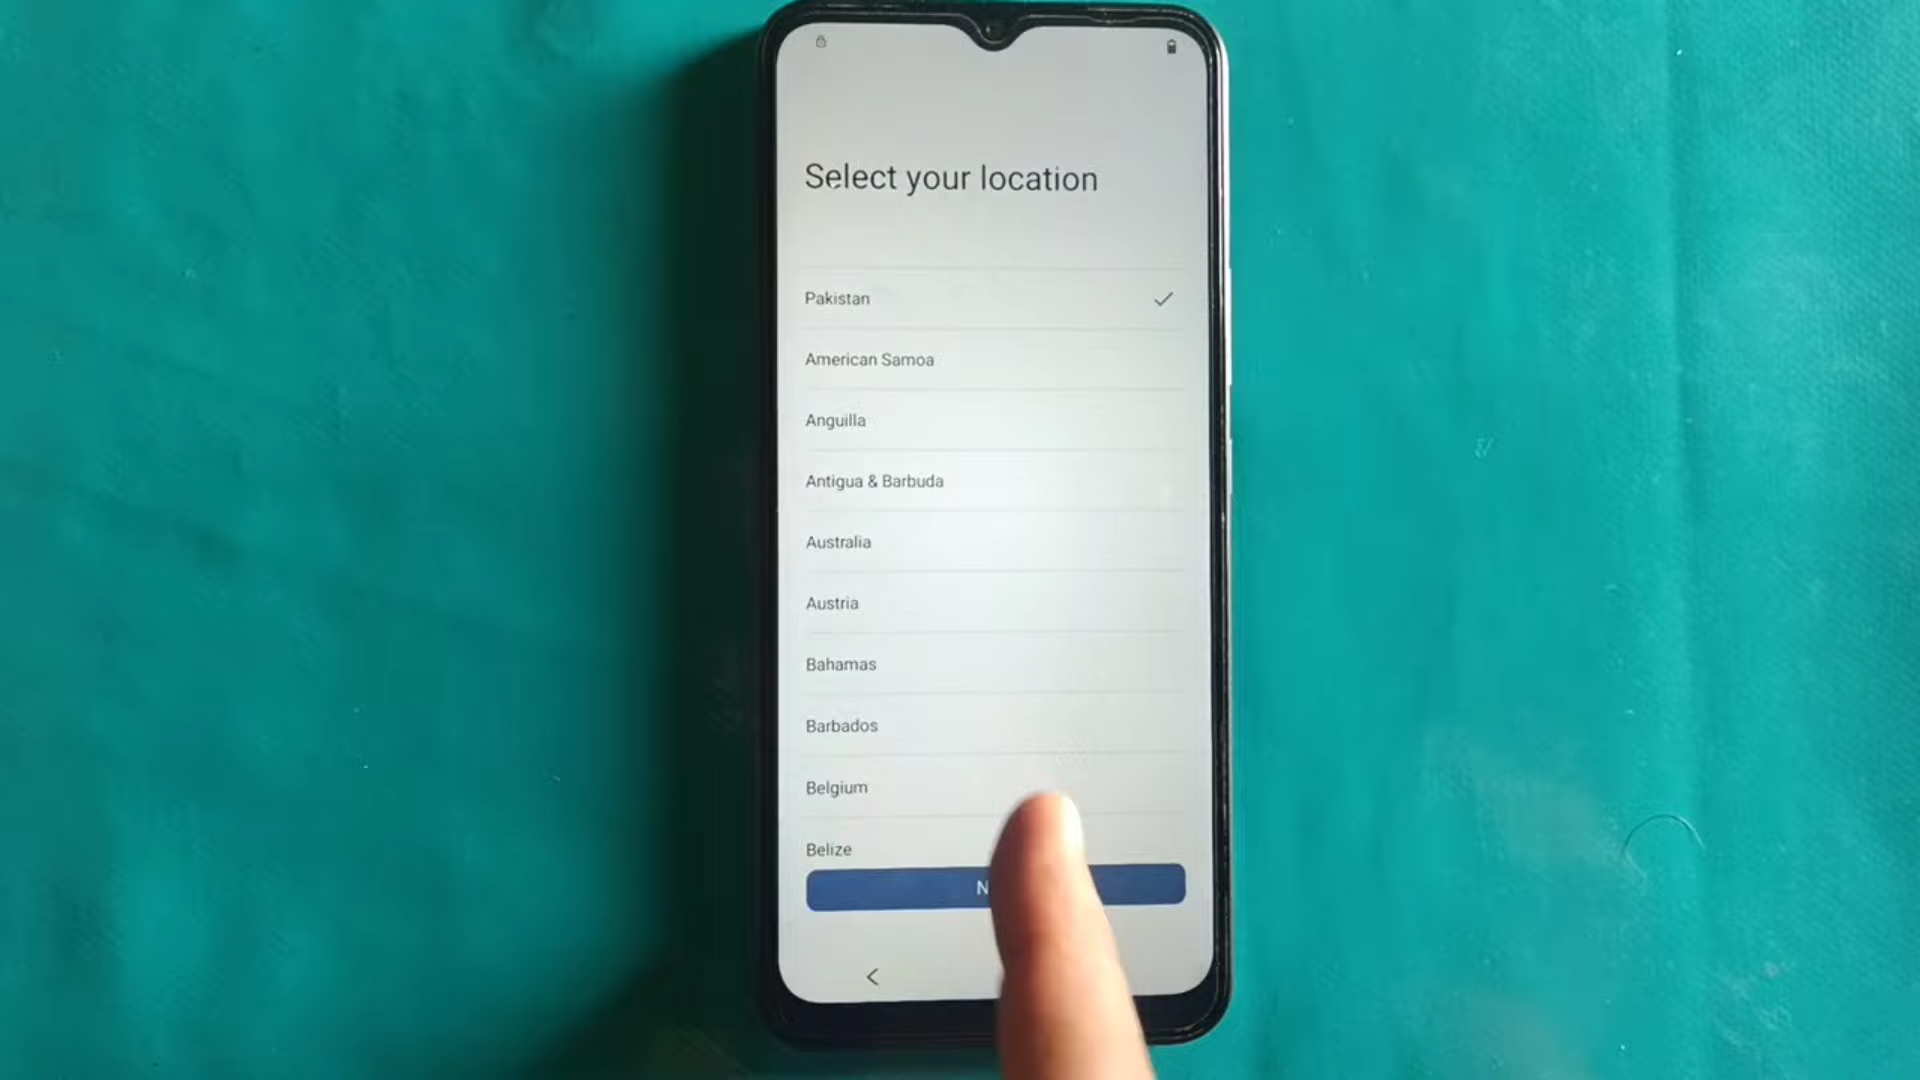 Select your location
Pakistan
American Samoa
Anguilla
Antigua & Barbuda
Australia
Austria
Bahamas
Barbados
Belgium
Belize